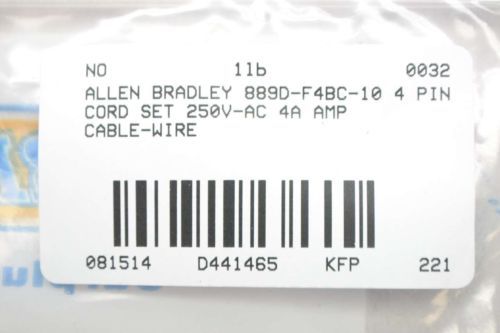 NO 1lb 0032
ALLEN BRADLEY 889D-F4BC-10 4 PIN
CORD SET 250V-AC 4A AMP
CABLE-WIRE
081514 D441465 KFP 221